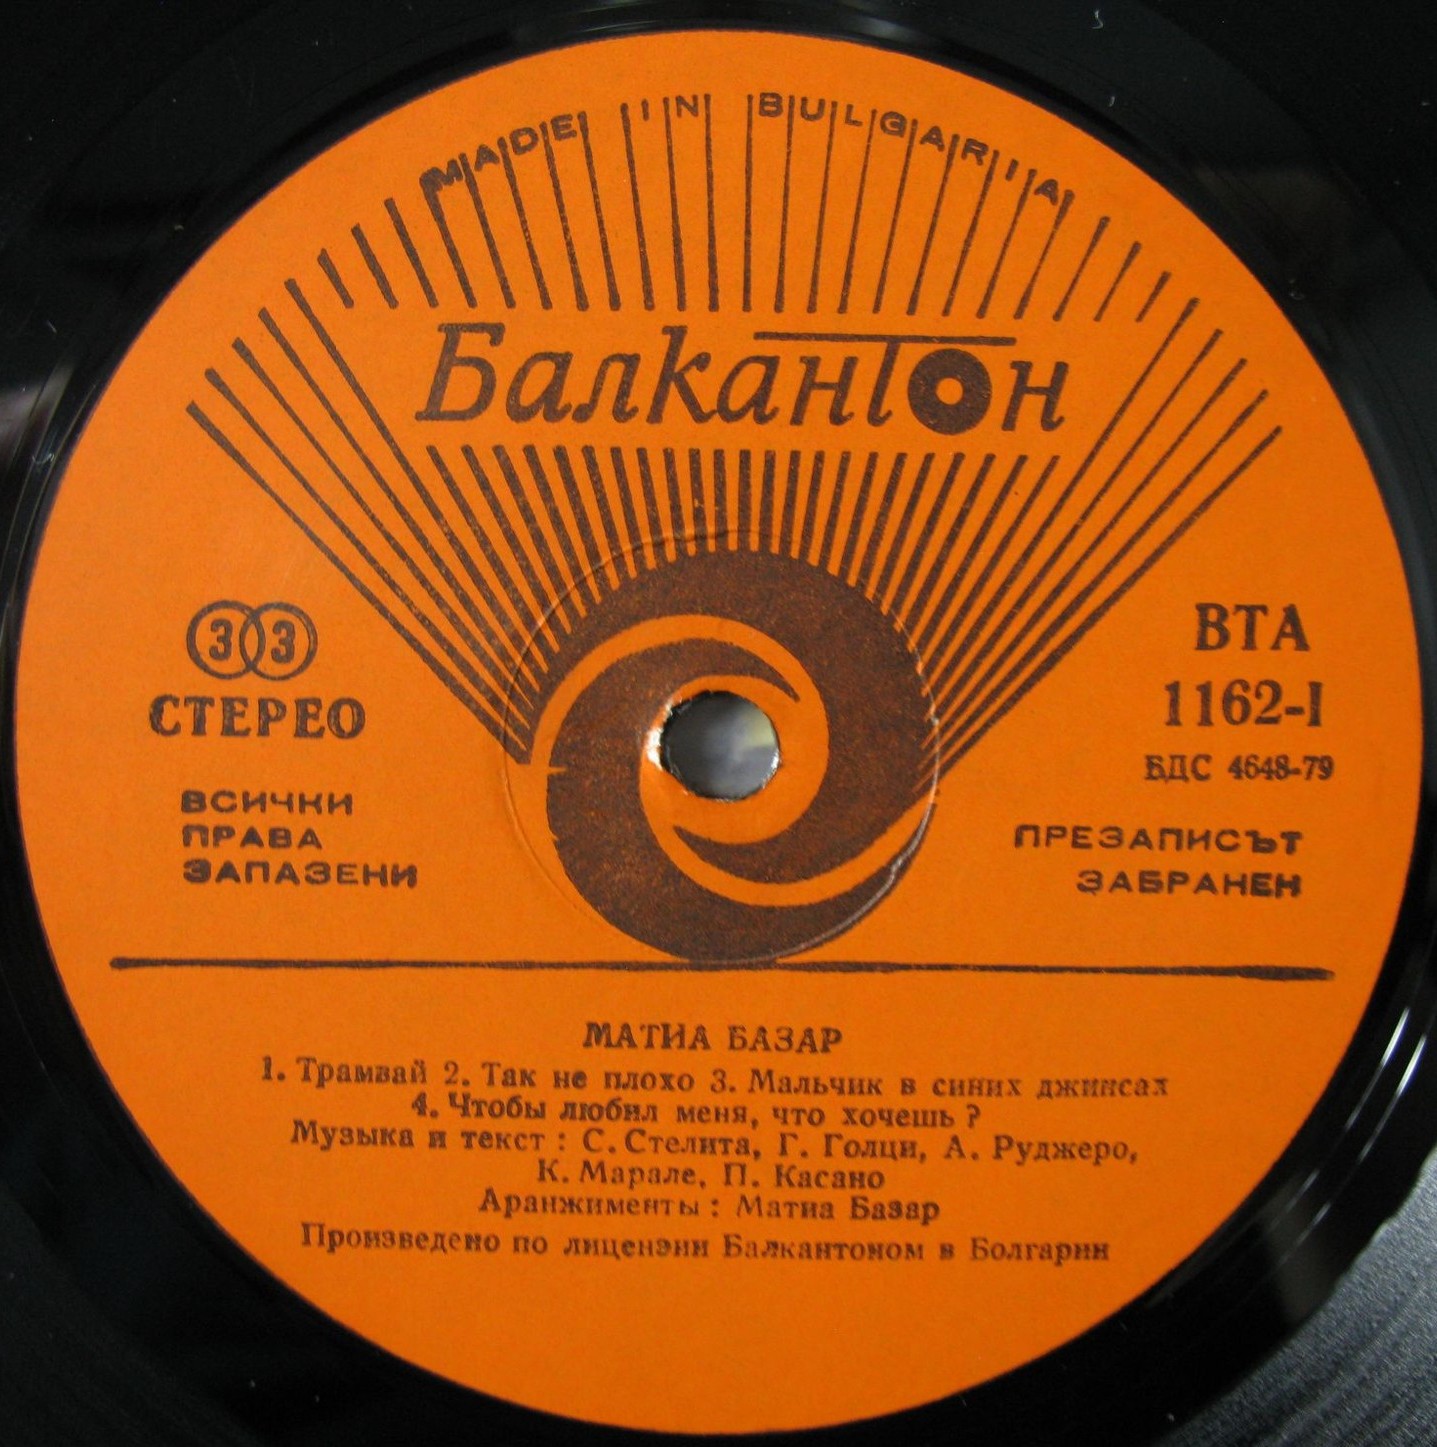 MADE IN BULGARIA
Балкантон
33
СТЕРЕО
ВСИЧКИ
ПРАВА
ЗАПАЗЕНИ
ВТА
1162-I
БДС 4648-79
ПРЕЗАПИСЪТ
ЗАБРАНЕН
МАТИА БАЗАР
1. Трамвай 2. Так не плохо 3. Мальчик в синих джинсах
4. Чтобы любил меня, что хочешь ?
Музыка и текст : С. Стелита, Г. Голци, А. Руджеро,
К. Марале, П. Касано
Аранжименты : Матиа Базар
Произведено по лицензии Балкантоном в Болгарии